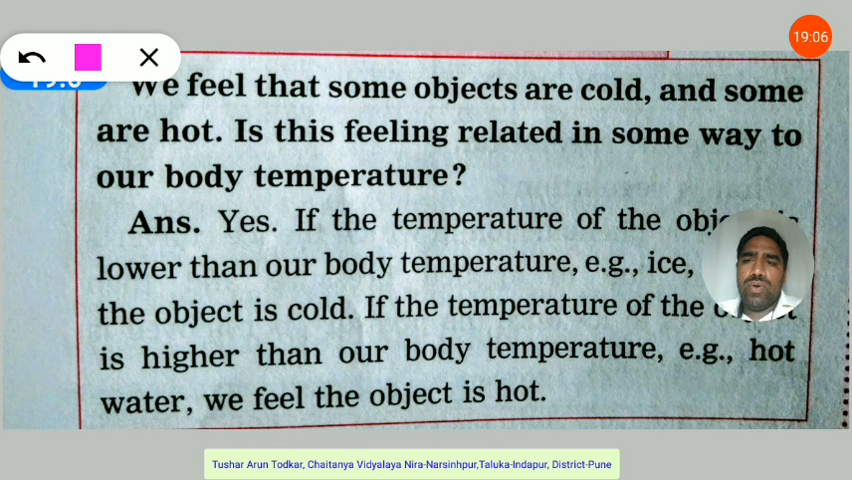 19:06
We feel that some objects are cold, and some
are hot. Is this feeling related in some way to
our body temperature?
Ans. Yes. If the temperature of the
lower than our body temperature, e.g., ice,
the object is cold. If the temperature of the
is higher than our body temperature, e.g., hot
water, we feel the object is hot.
Tushar Arun Todkar, Chaitanya Vidyalaya Nira-Narsinhpur,Taluka-Indapur, District-Pune